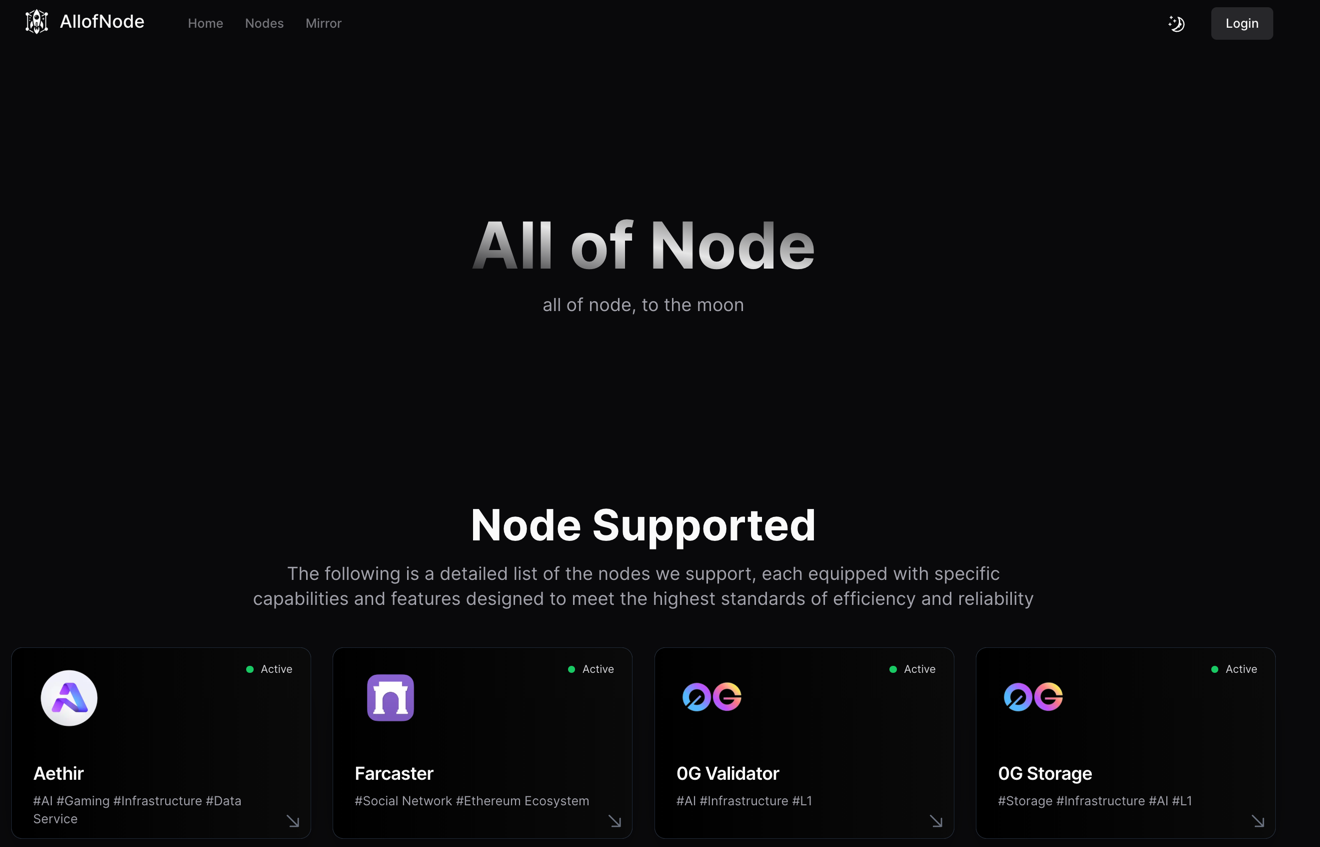 AllofNode
Home
Nodes
Mirror
Login
All of Node
all of node, to the moon
Node Supported
The following is a detailed list of the nodes we support, each equipped with specific
capabilities and features designed to meet the highest standards of efficiency and reliability
Active
Aethir
#AI #Gaming #Infrastructure #Data
Service
Active
Farcaster
#Social Network #Ethereum Ecosystem
Active
0G
0G Validator
#AI #Infrastructure #L1
Active
0G
0G Storage
#Storage #Infrastructure #AI #L1